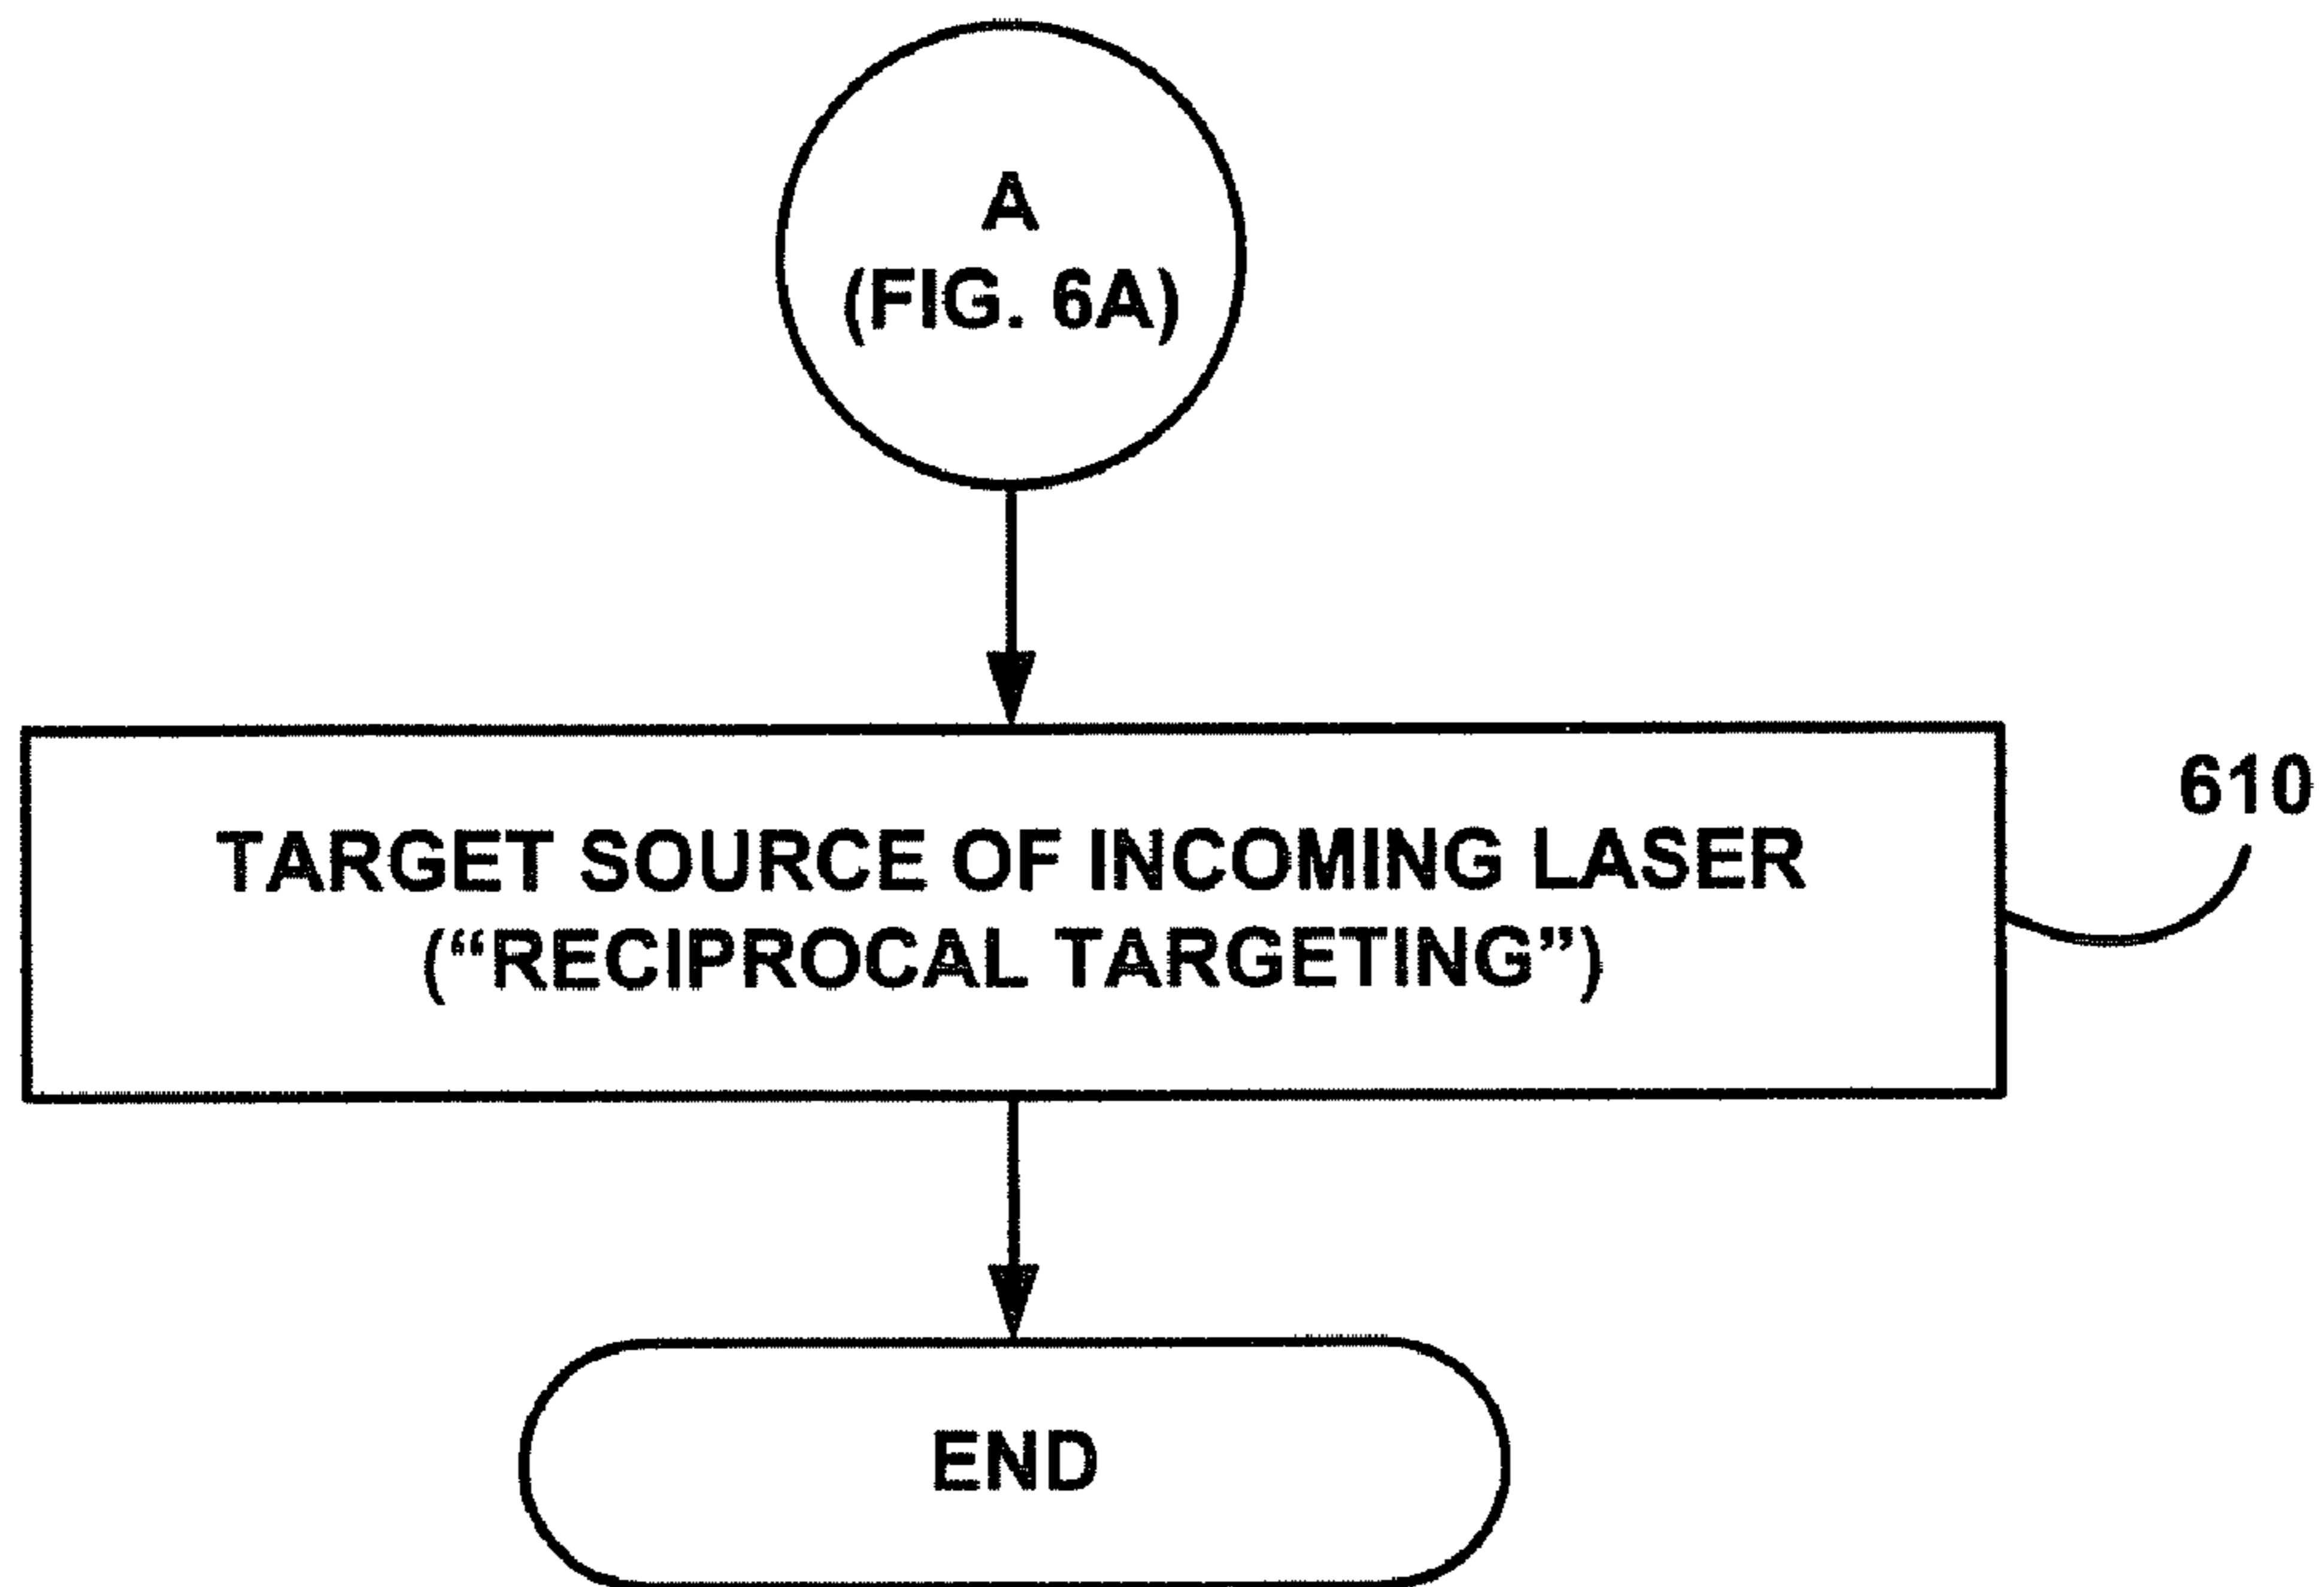 A
(FIG. 6A)
610
TARGET SOURCE OF INCOMING LASER
(“RECIPROCAL TARGETING”)
END